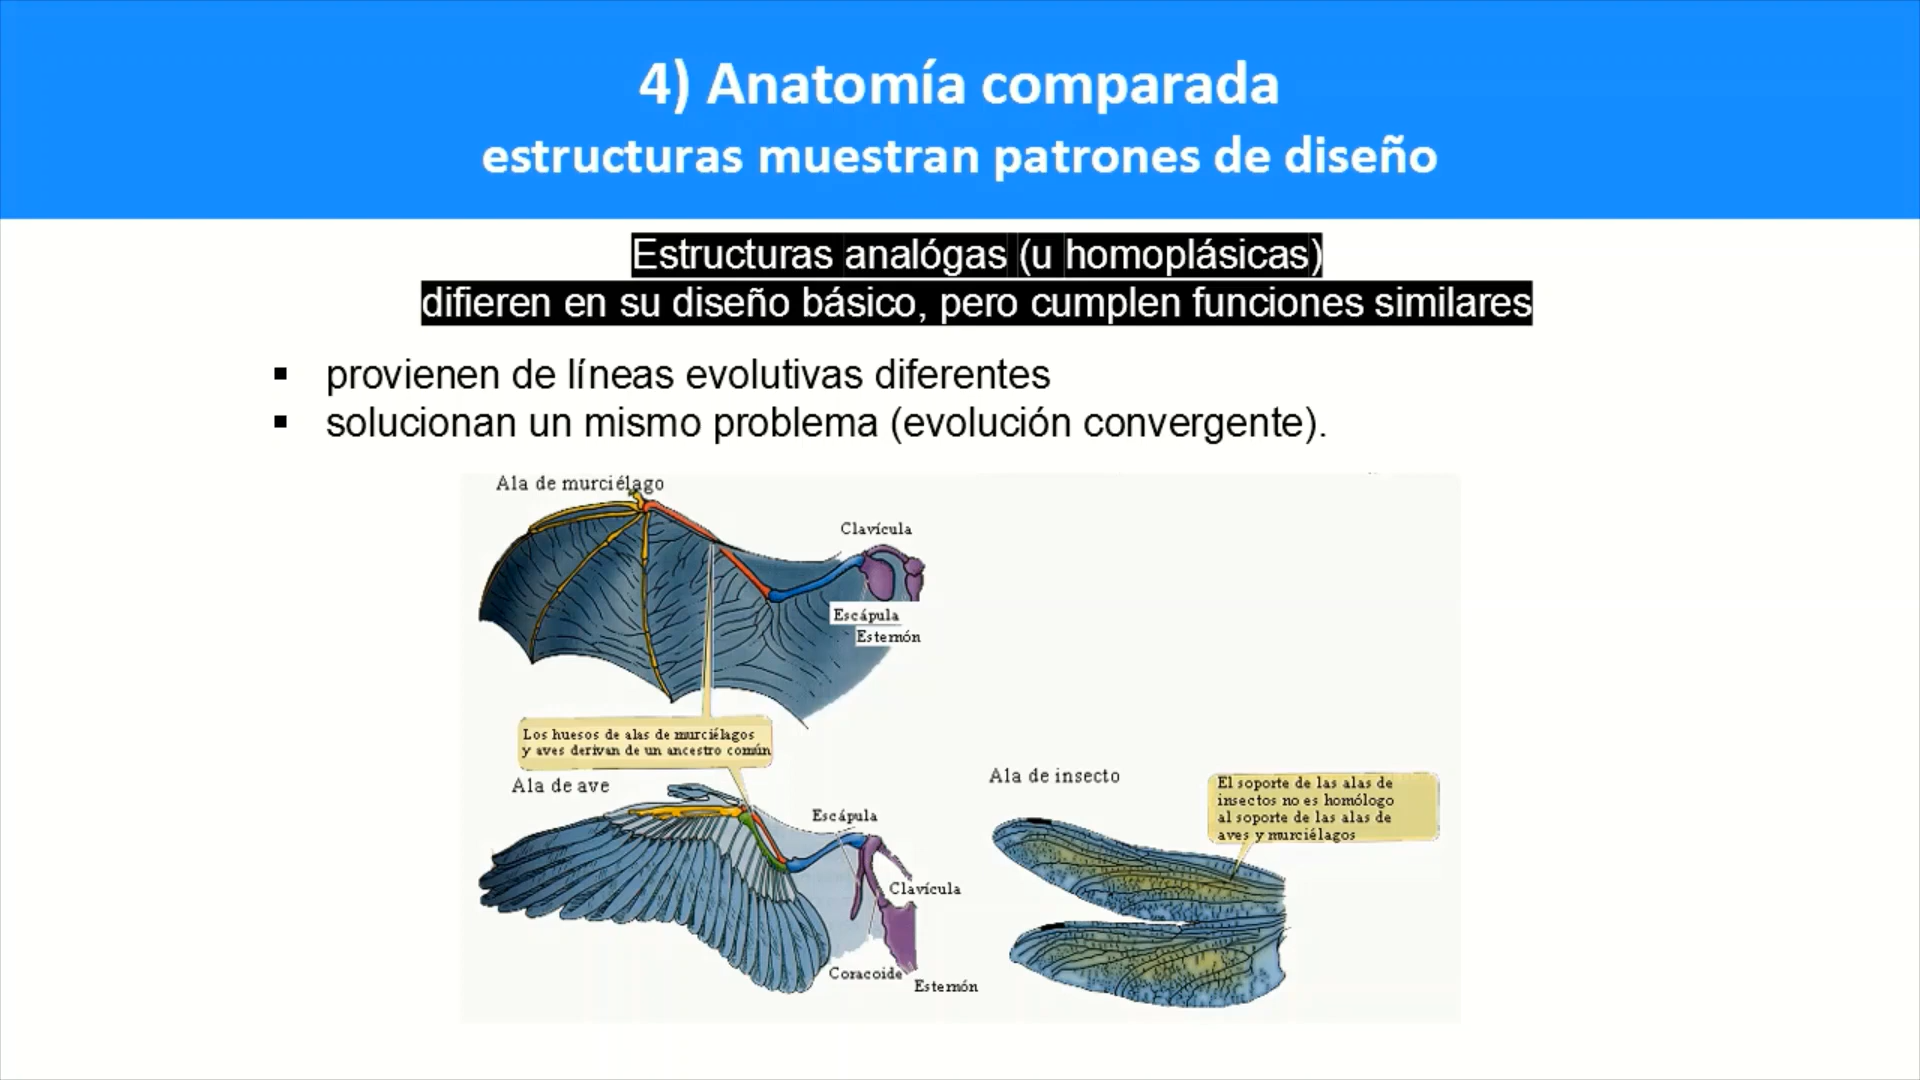 4) Anatomía comparada
estructuras muestran patrones de diseño
Estructuras analógas (u homoplásicas)
difieren en su diseño básico, pero cumplen funciones similares
▪ provienen de líneas evolutivas diferentes
▪ solucionan un mismo problema (evolución convergente).
Ala de murciélago
Clavícula
Escápula
Esternón
Los huesos de alas de murciélagos
y aves derivan de un ancestro común
Ala de ave
Escápula
Clavícula
Coracoide
Esternón
Ala de insecto
El soporte de las alas de
insectos no es homólogo
al soporte de las alas de
aves y murciélagos